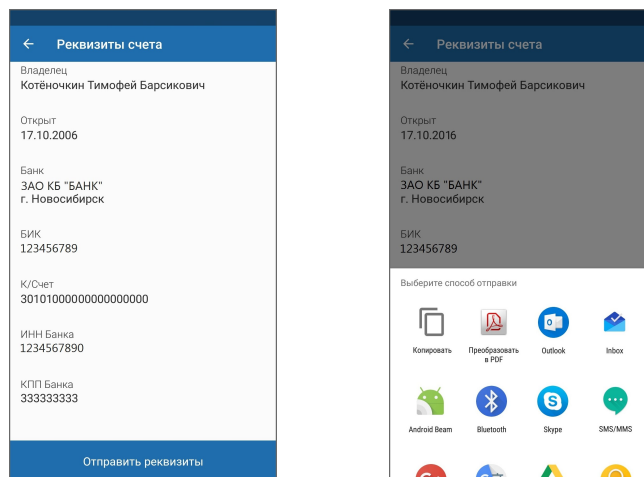 Реквизиты счета
Владелец
Котёночкин Тимофей Барсикович
Открыт
17.10.2006
Банк
ЗАО КБ "БАНК"
г. Новосибирск
БИК
123456789
К/Счет
30101000000000000000
ИНН Банка
1234567890
КПП Банка
333333333
Отправить реквизиты
Реквизиты счета
Владелец
Котёночкин Тимофей Барсикович
Открыт
17.10.2016
Банк
ЗАО КБ "БАНК"
г. Новосибирск
БИК
123456789
Выберите способ отправки
Копировать
Преобразовать
в PDF
Outlook
Inbox
Android Beam
Bluetooth
Skype
SMS/MMS